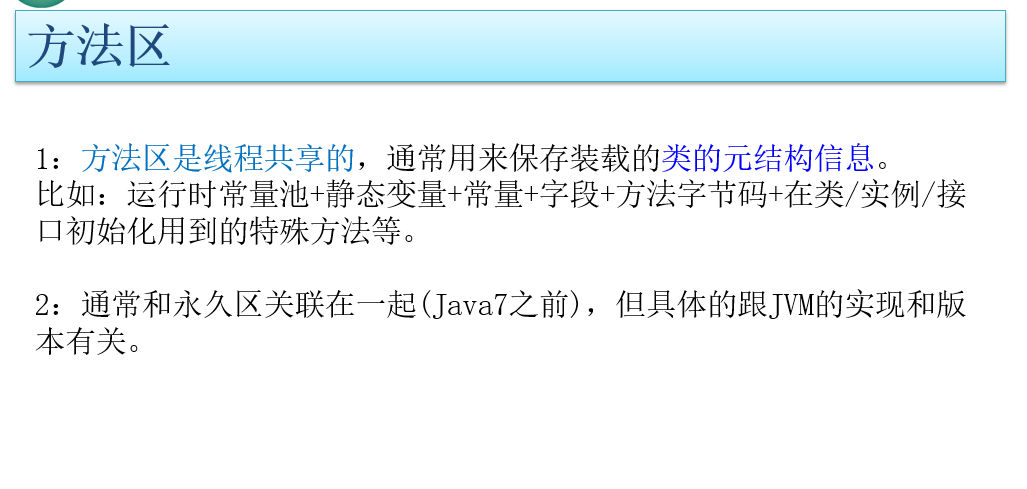 方法区
1：方法区是线程共享的，通常用来保存装载的类的元结构信息。
比如：运行时常量池+静态变量+常量+字段+方法字节码+在类/实例/接
口初始化用到的特殊方法等。
2：通常和永久区关联在一起(Java7之前)，但具体的跟JVM的实现和版
本有关。